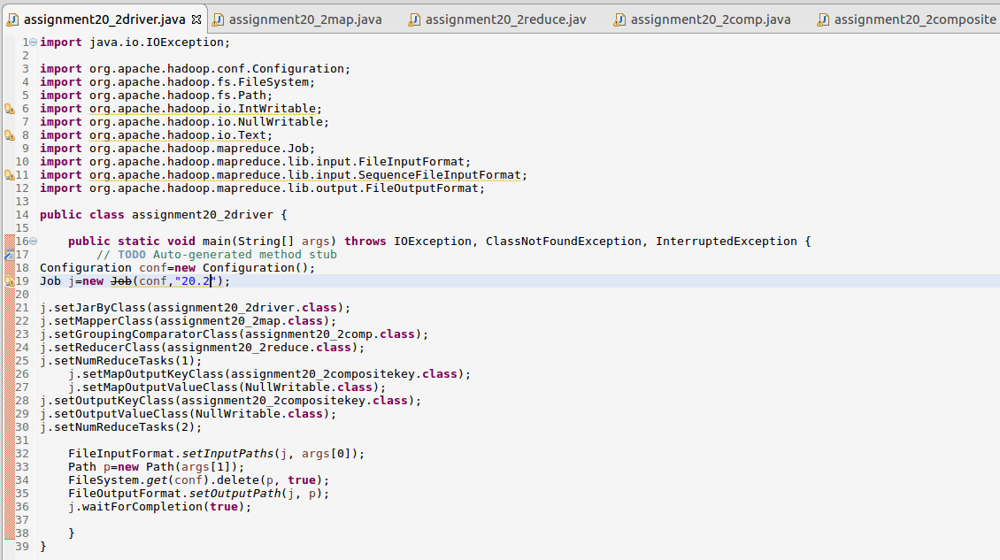 assignment20_2driver.java assignment20_2map.java assignment20_2reduce.jav assignment20_2comp.java assignment20_2composite
1 import java.io.IOException;
2
3 import org.apache.hadoop.conf.Configuration;
4 import org.apache.hadoop.fs.FileSystem;
5 import org.apache.hadoop.fs.Path;
6 import org.apache.hadoop.io.IntWritable;
7 import org.apache.hadoop.io.NullWritable;
8 import org.apache.hadoop.io.Text;
9 import org.apache.hadoop.mapreduce.Job;
10 import org.apache.hadoop.mapreduce.lib.input.FileInputFormat;
11 import org.apache.hadoop.mapreduce.lib.input.SequenceFileInputFormat;
12 import org.apache.hadoop.mapreduce.lib.output.FileOutputFormat;
13
14 public class assignment20_2driver {
15
16 public static void main(String[] args) throws IOException, ClassNotFoundException, InterruptedException {
17 // TODO Auto-generated method stub
18 Configuration conf=new Configuration();
19 Job j=new Job(conf,"20.2");
20
21 j.setJarByClass(assignment20_2driver.class);
22 j.setMapperClass(assignment20_2map.class);
23 j.setGroupingComparatorClass(assignment20_2comp.class);
24 j.setReducerClass(assignment20_2reduce.class);
25 j.setNumReduceTasks(1);
26 j.setMapOutputKeyClass(assignment20_2compositekey.class);
27 j.setMapOutputValueClass(NullWritable.class);
28 j.setOutputKeyClass(assignment20_2compositekey.class);
29 j.setOutputValueClass(NullWritable.class);
30 j.setNumReduceTasks(2);
31
32 FileInputFormat.setInputPaths(j, args[0]);
33 Path p=new Path(args[1]);
34 FileSystem.get(conf).delete(p, true);
35 FileOutputFormat.setOutputPath(j, p);
36 j.waitForCompletion(true);
37
38 }
39 }